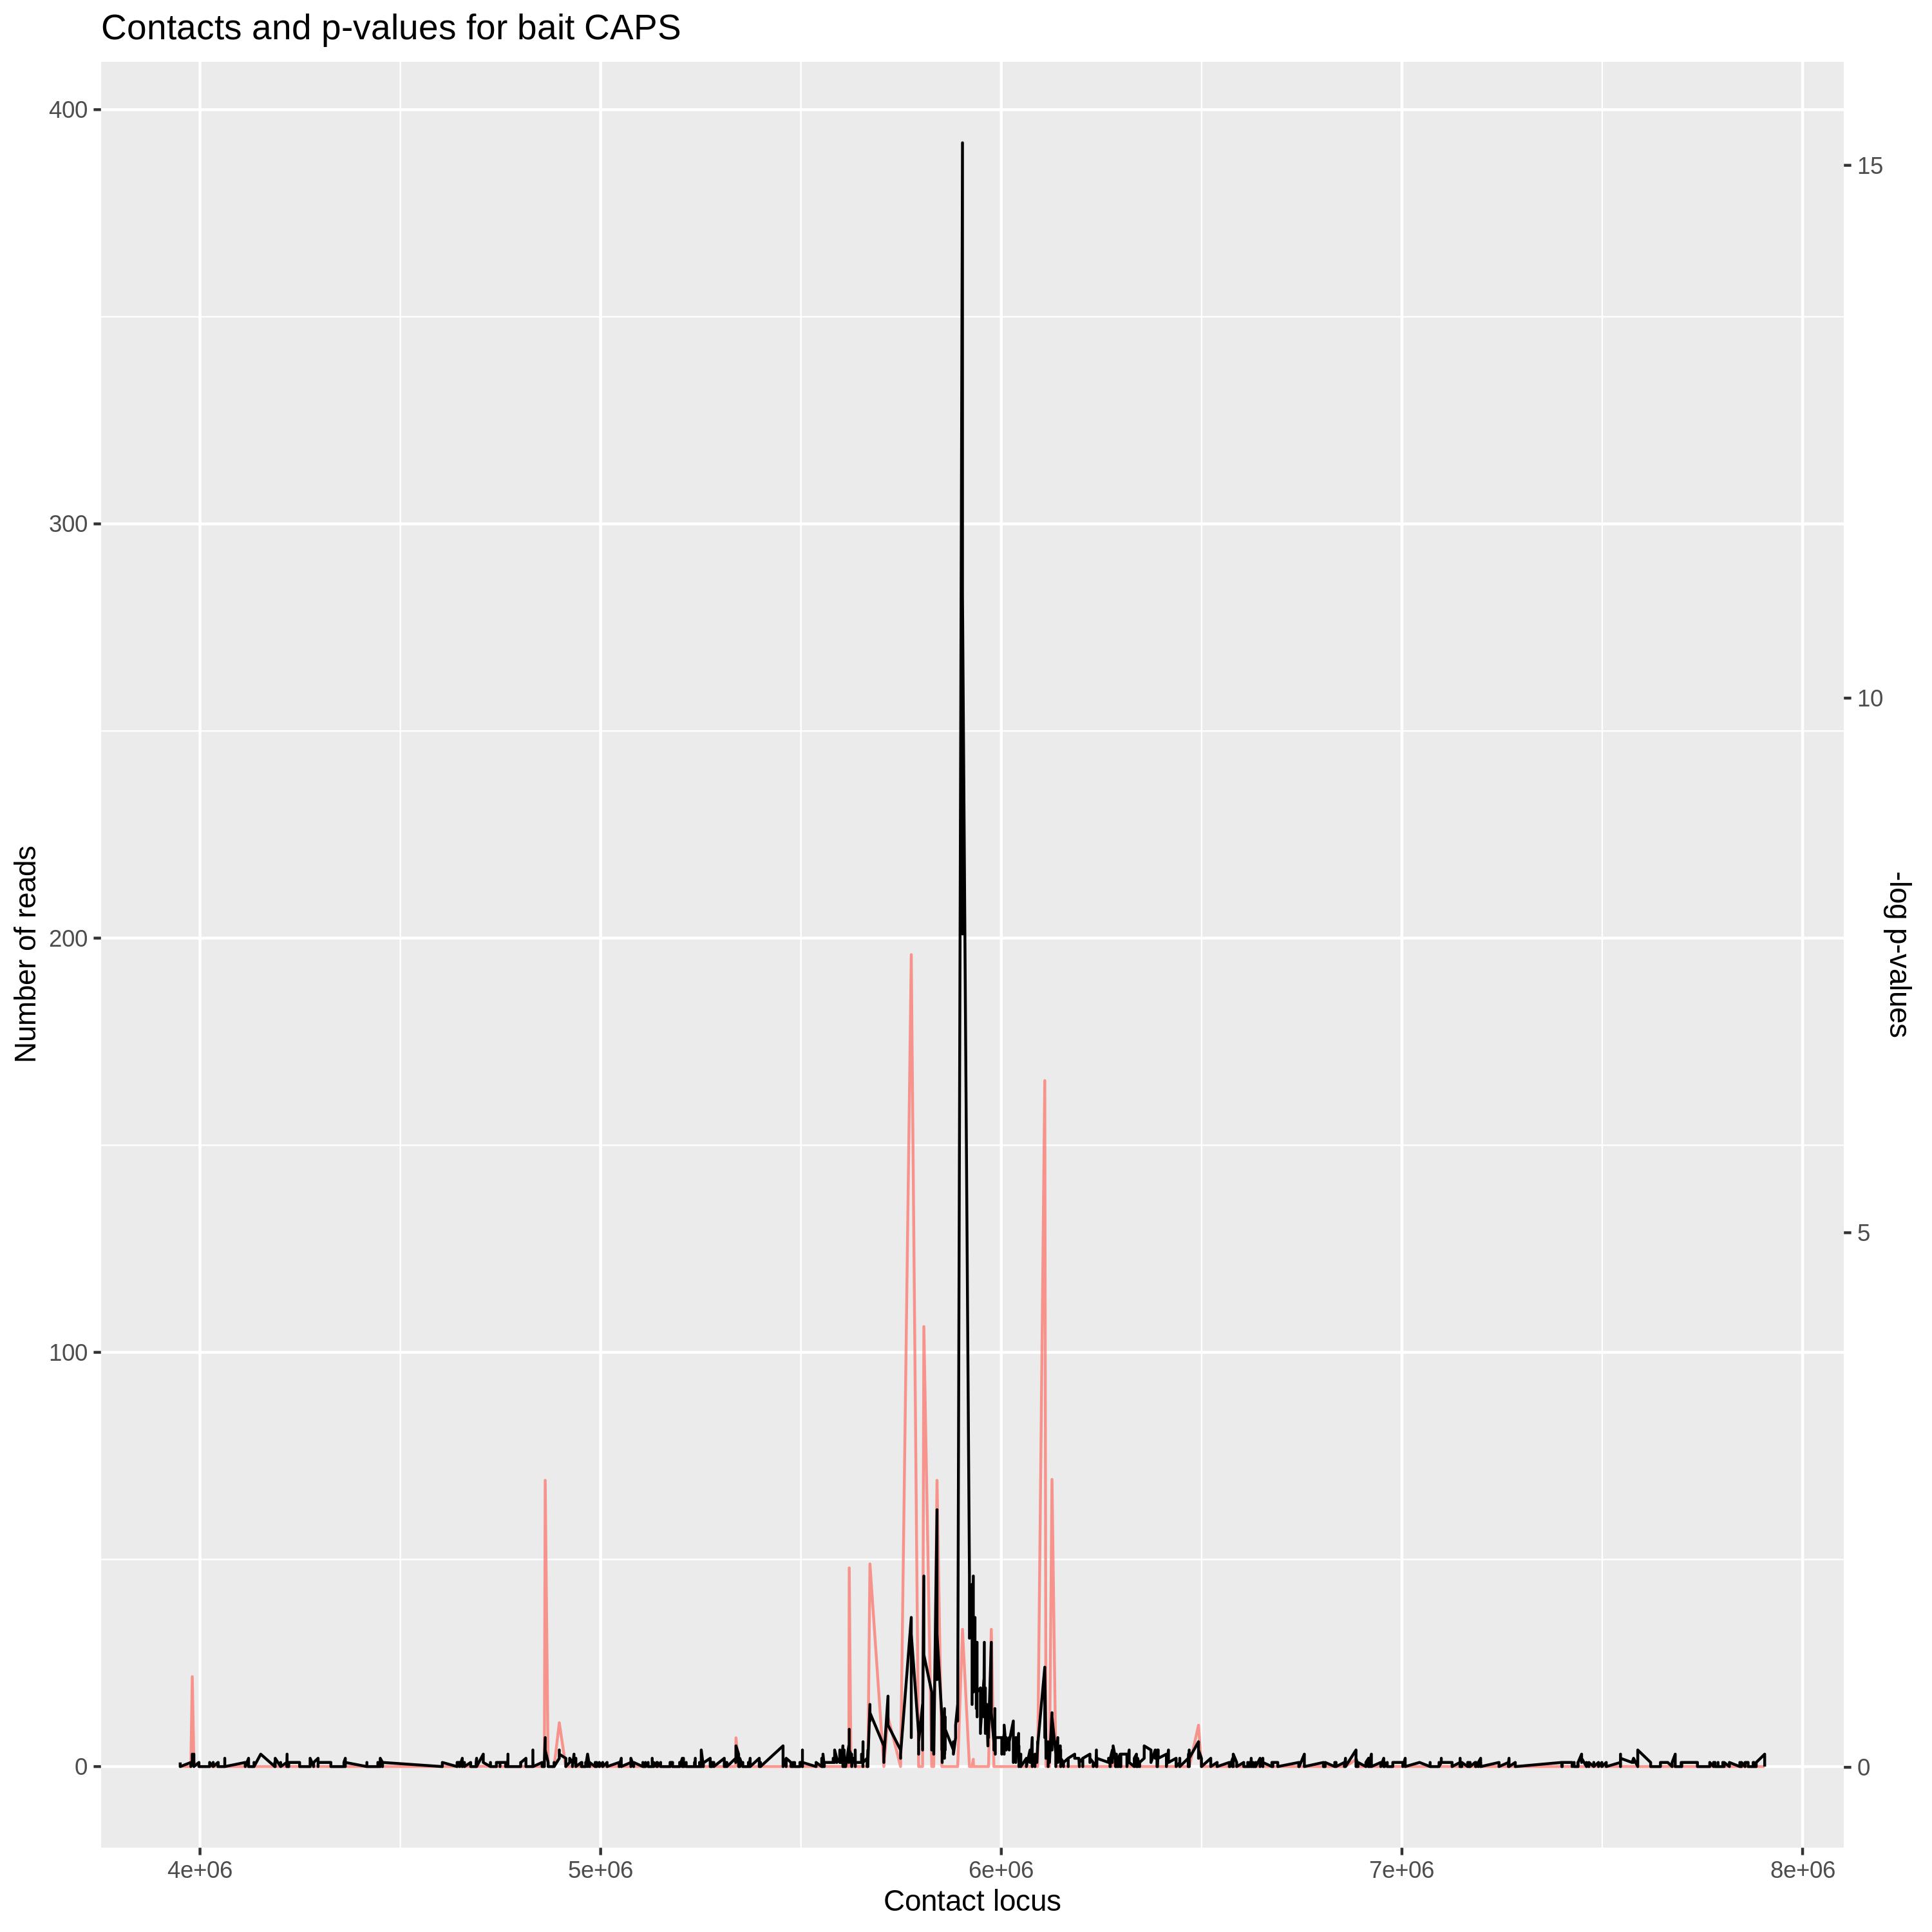 Contacts and p-values for bait CAPS
400
300
200
100
0
Number of reads
15
10
5
0
-log p-values
4e+06 5e+06 6e+06 7e+06 8e+06
Contact locus